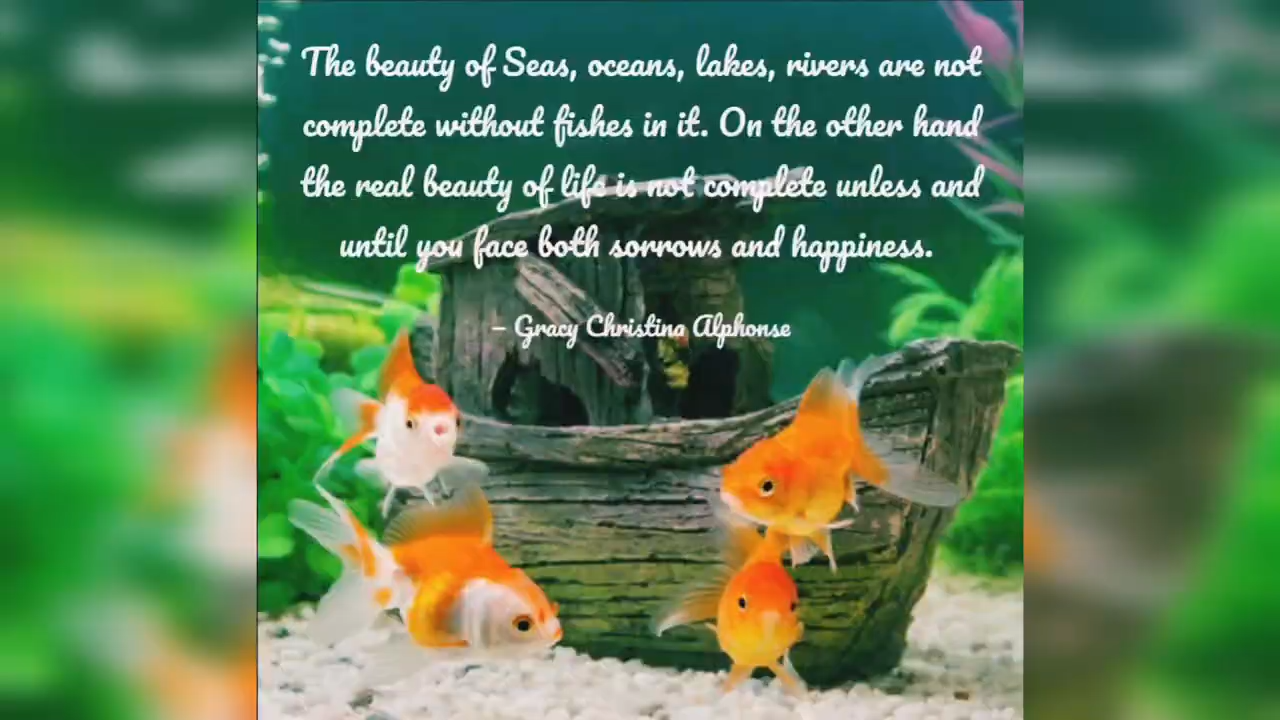 The beauty of Seas, oceans, lakes, rivers are not
complete without fishes in it. On the other hand
the real beauty of life is not complete unless and
until you face both sorrows and happiness.
– Gracy Christina Alphonse